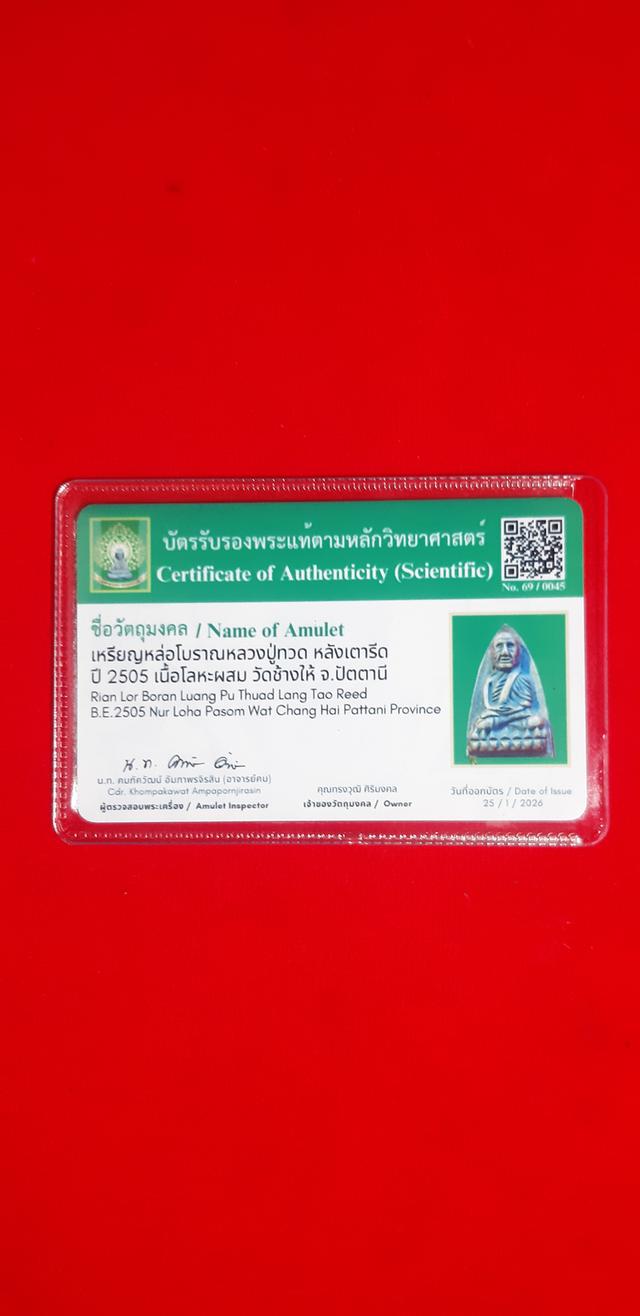 บัตรรับรองพระแท้ตามหลักวิทยาศาสตร์
Certificate of Authenticity (Scientific)
No. 69 / 0045
ชื่อวัตถุมงคล / Name of Amulet
เหรียญหล่อโบราณหลวงปู่ทวด หลังเตารีด
ปี 2505 เนื้อโลหะผสม วัดช้างให้ จ.ปัตตานี
Rian Lor Boran Luang Pu Thuad Lang Tao Reed
B.E.2505 Nur Loha Pasom Wat Chang Hai Pattani Province
น.ท. คมภัควัฒน์ อัมภาพรจิรสิน (อาจารย์คม)
Cdr. Khompakawat Ampapornjirasin
ผู้ตรวจสอบพระเครื่อง / Amulet Inspector
คุณทรงวุฒิ ศิริมงคล
เจ้าของวัตถุมงคล / Owner
วันที่ออกบัตร / Date of Issue
25 / 1 / 2026